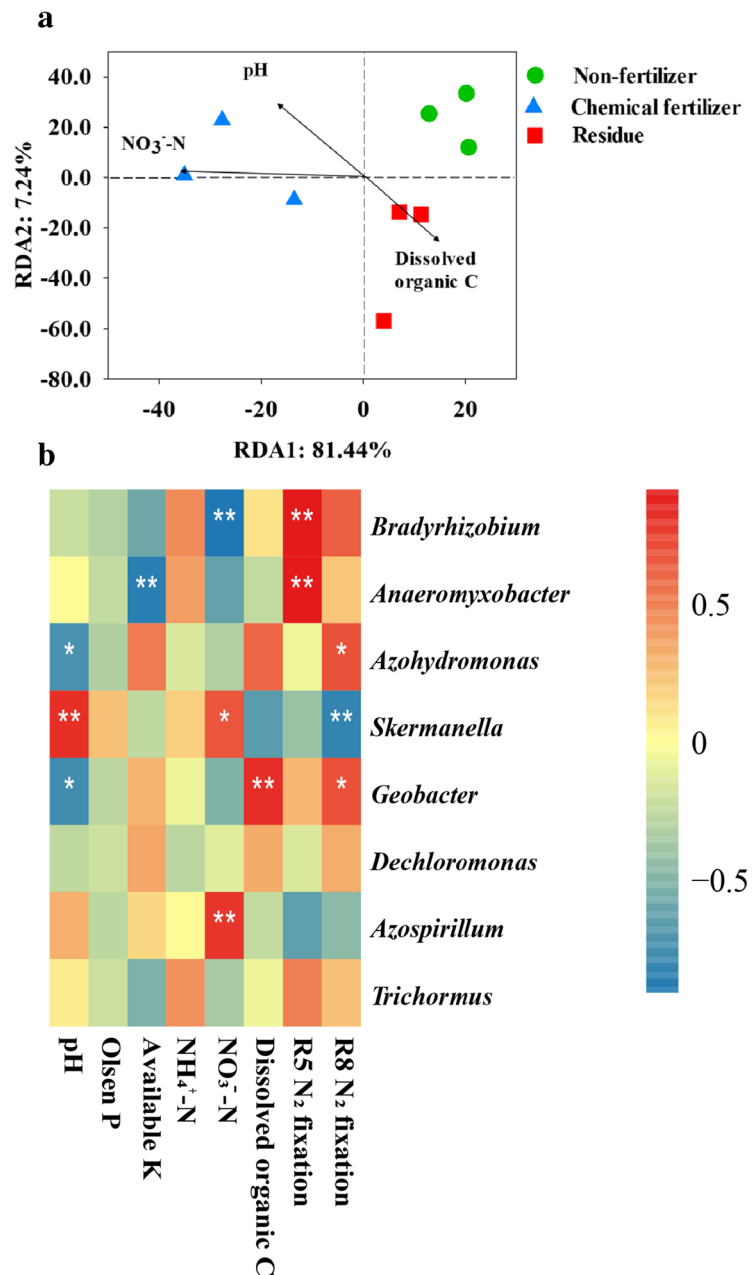 a
40.0
20.0
0.0
-20.0
-40.0
-60.0
-80.0
RDA2: 7.24%
-40
-20
0
20
RDA1: 81.44%
pH
NO₃⁻-N
Dissolved
organic C
Non-fertilizer
Chemical fertilizer
Residue
b
** **
** **
* *
** * **
* ** *
**
Bradyrhizobium
Anaeromyxobacter
Azohydromonas
Skermanella
Geobacter
Dechloromonas
Azospirillum
Trichormus
pH
Olsen P
Available K
NH₄⁺-N
NO₃⁻-N
Dissolved organic C
R5 N₂ fixation
R8 N₂ fixation
0.5
0
−0.5